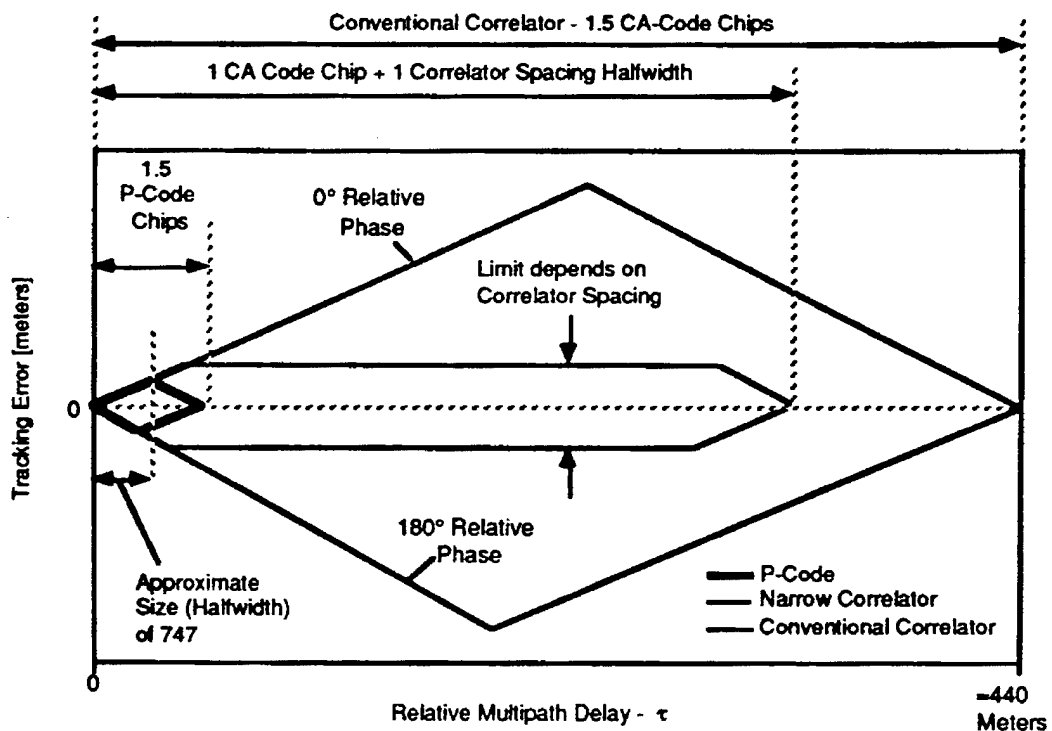 Conventional Correlator - 1.5 CA-Code Chips
1 CA Code Chip + 1 Correlator Spacing Halfwidth
1.5
P-Code
Chips
0° Relative
Phase
Limit depends on
Correlator Spacing
Tracking Error [meters]
0
180° Relative
Phase
Approximate
Size (Halfwidth)
of 747
P-Code
Narrow Correlator
Conventional Correlator
0
=440
Meters
Relative Multipath Delay - τ